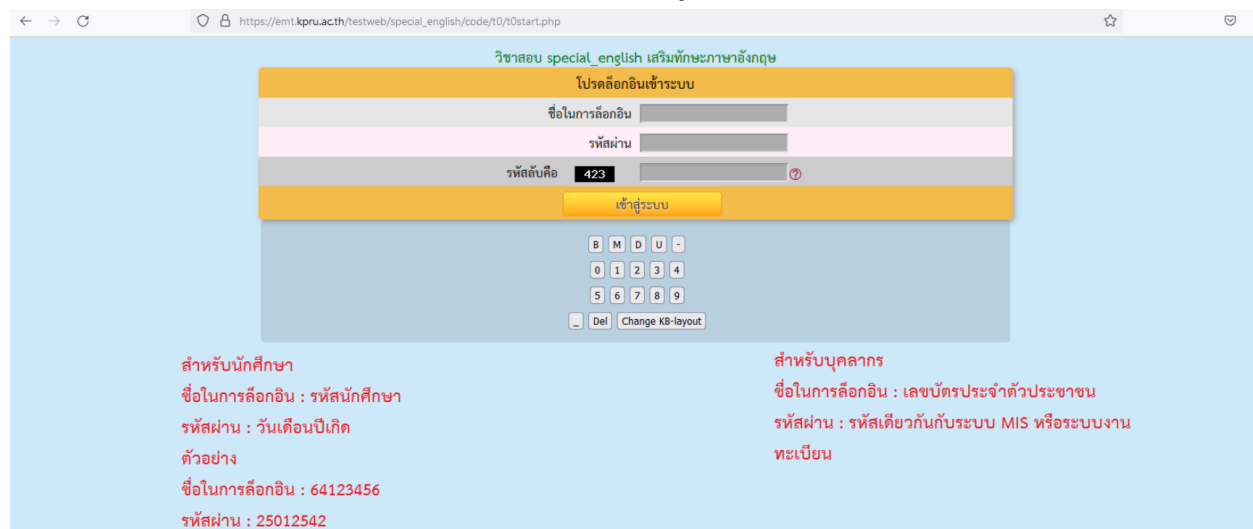 https://emt.kpru.ac.th/testweb/special_english/code/t0/t0start.php
วิชาสอบ special_english เสริมทักษะภาษาอังกฤษ
โปรดล็อกอินเข้าระบบ
ชื่อในการล็อกอิน
รหัสผ่าน
รหัสลับคือ 423
เข้าสู่ระบบ
B M D U -
0 1 2 3 4
5 6 7 8 9
_ Del Change KB-layout
สำหรับนักศึกษา
ชื่อในการล็อกอิน : รหัสนักศึกษา
รหัสผ่าน : วันเดือนปีเกิด
ตัวอย่าง
ชื่อในการล็อกอิน : 64123456
รหัสผ่าน : 25012542
สำหรับบุคลากร
ชื่อในการล็อกอิน : เลขบัตรประจำตัวประชาชน
รหัสผ่าน : รหัสเดียวกันกับระบบ MIS หรือระบบงาน
ทะเบียน